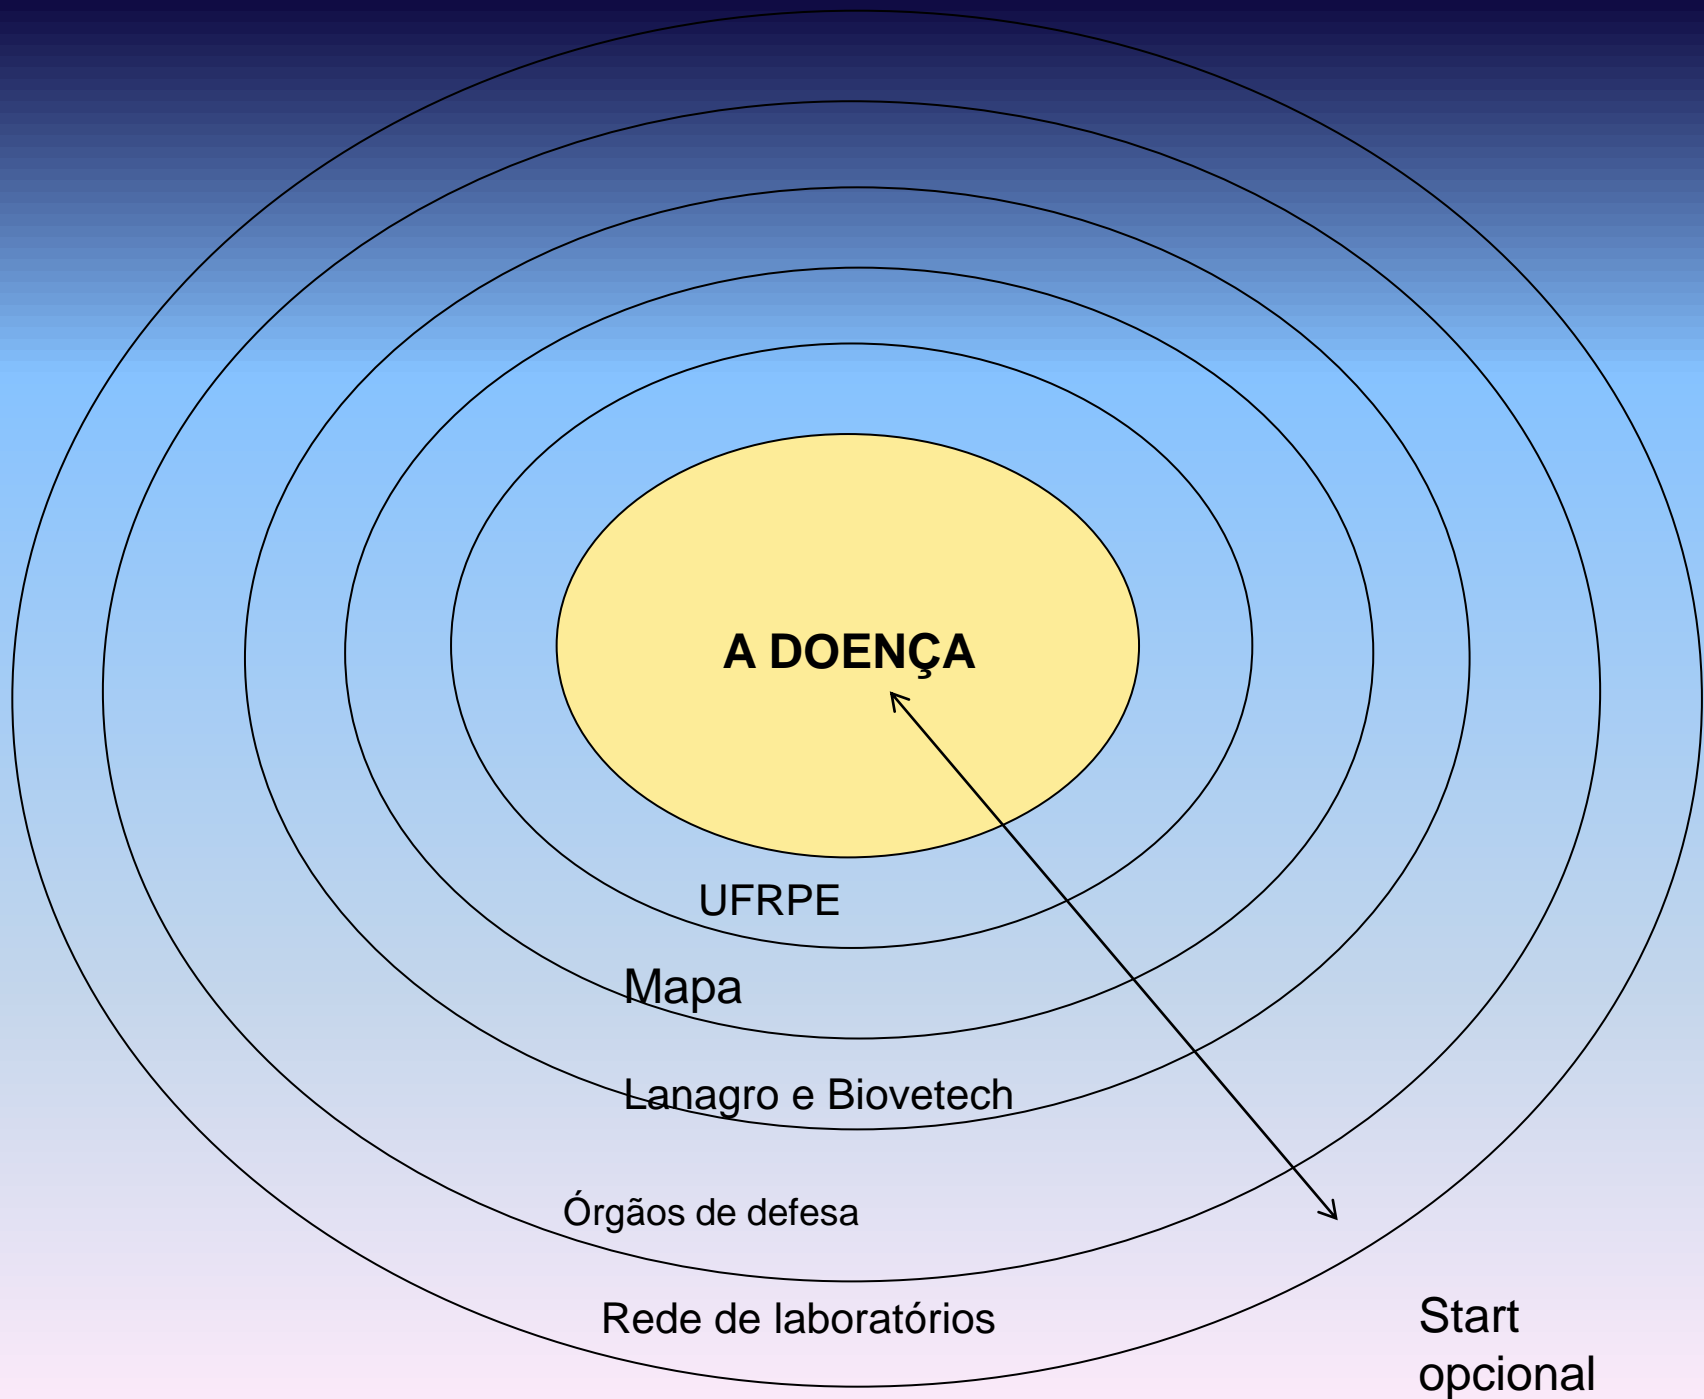 A DOENÇA
UFRPE
Mapa
Lanagro e Biovetech
Órgãos de defesa
Rede de laboratórios
Start
opcional